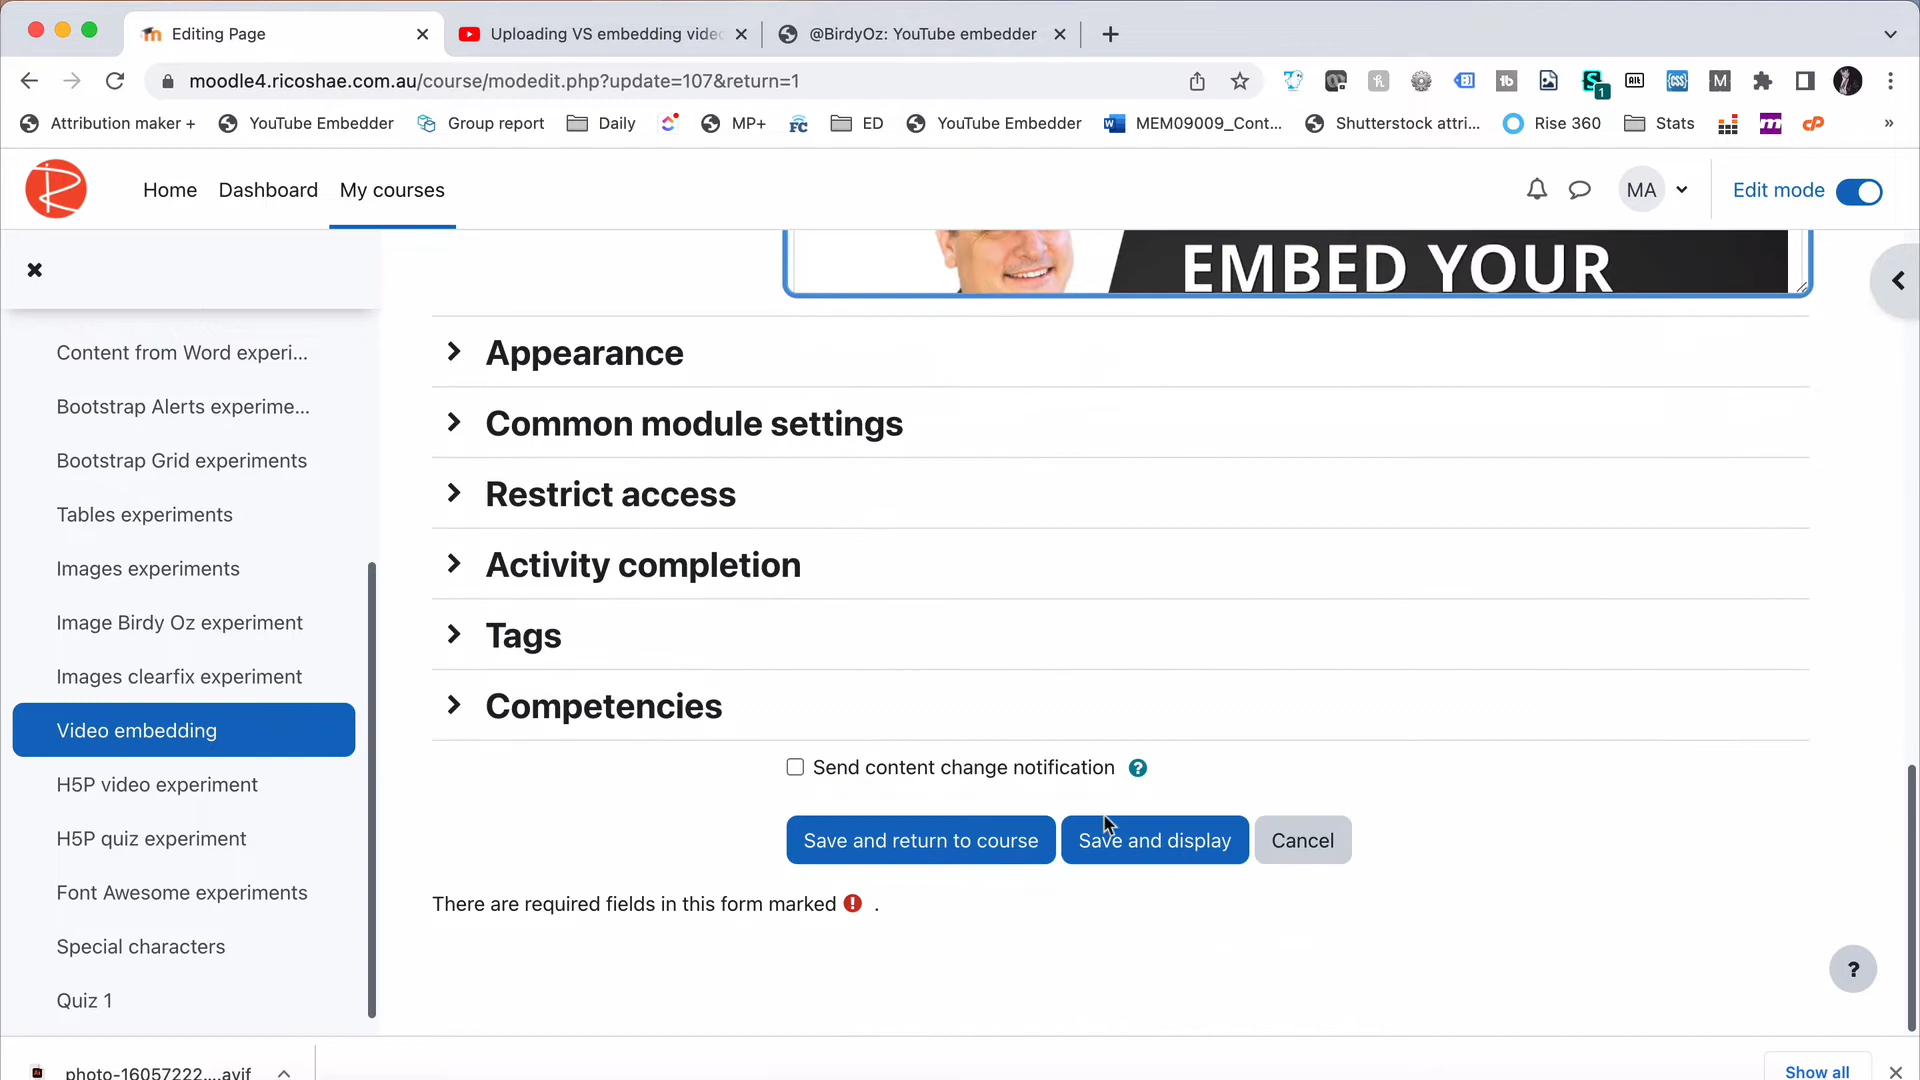 Editing Page
Uploading VS embedding vide
@BirdyOz: YouTube embedder
moodle4.ricoshae.com.au/course/modedit.php?update=107&return=1
1
Attribution maker +
YouTube Embedder
Group report
Daily
MP+
FC
ED
YouTube Embedder
MEM09009_Cont...
Shutterstock attri...
Rise 360
Stats
Home
Dashboard
My courses
MA
Edit mode
EMBED YOUR
Content from Word experi...
Bootstrap Alerts experime...
Bootstrap Grid experiments
Tables experiments
Images experiments
Image Birdy Oz experiment
Images clearfix experiment
Video embedding
H5P video experiment
H5P quiz experiment
Font Awesome experiments
Special characters
Quiz 1
Appearance
Common module settings
Restrict access
Activity completion
Tags
Competencies
Send content change notification
Save and return to course
Save and display
Cancel
There are required fields in this form marked .
photo-16057222....avif
Show all